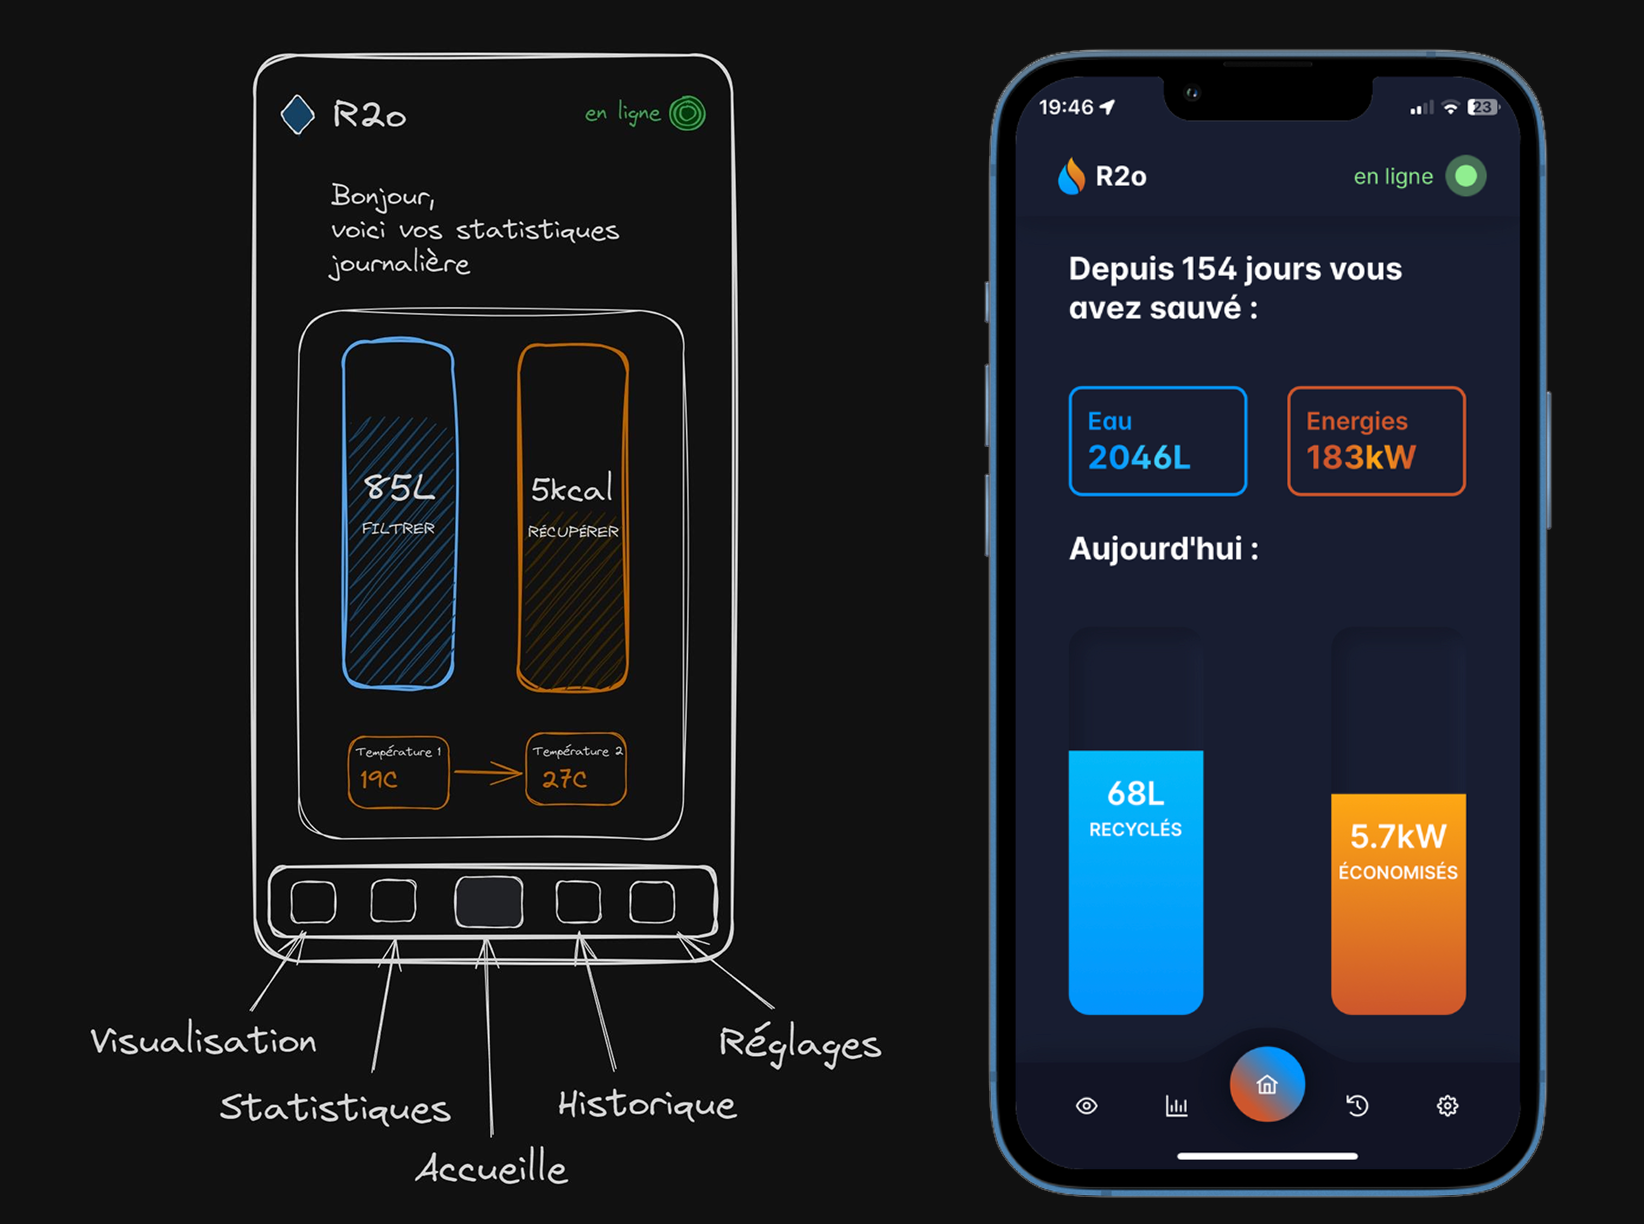 R2o
en ligne
Bonjour,
voici vos statistiques
journalière
85L
FILTRER
5kcal
RÉCUPÉRER
Température 1
19C
Température 2
27C
Visualisation
Statistiques
Accueille
Historique
Réglages
19:46
23
R2o
en ligne
Depuis 154 jours vous
avez sauvé :
Eau
2046L
Energies
183kW
Aujourd'hui :
68L
RECYCLÉS
5.7kW
ÉCONOMISÉS